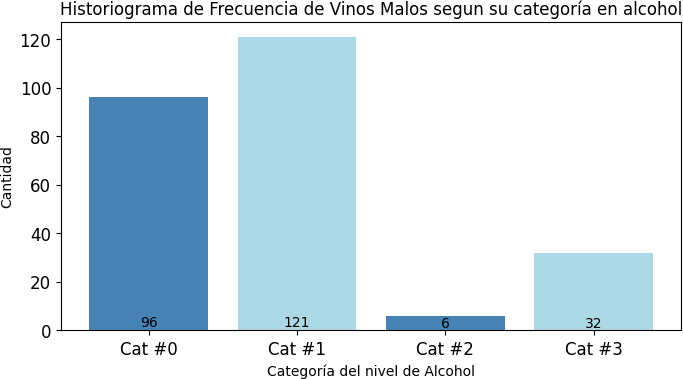 Historiograma de Frecuencia de Vinos Malos segun su categoría en alcohol
Cantidad
120
100
80
60
40
20
0
96
121
6
32
Cat #0
Cat #1
Cat #2
Cat #3
Categoría del nivel de Alcohol